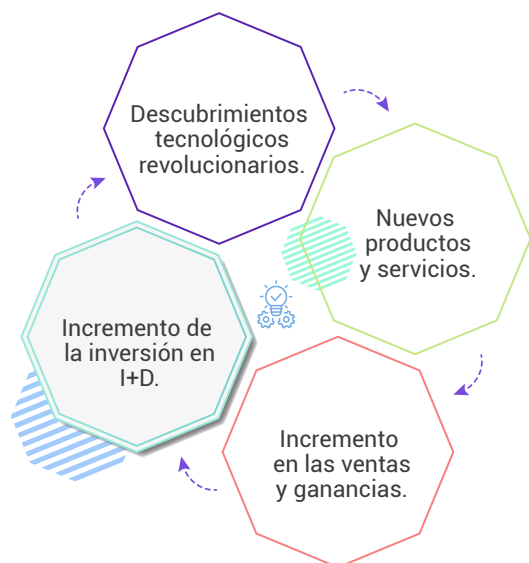 Descubrimientos
tecnológicos
revolucionarios.
Nuevos
productos
y servicios.
Incremento
en las ventas
y ganancias.
Incremento de
la inversión en
I+D.